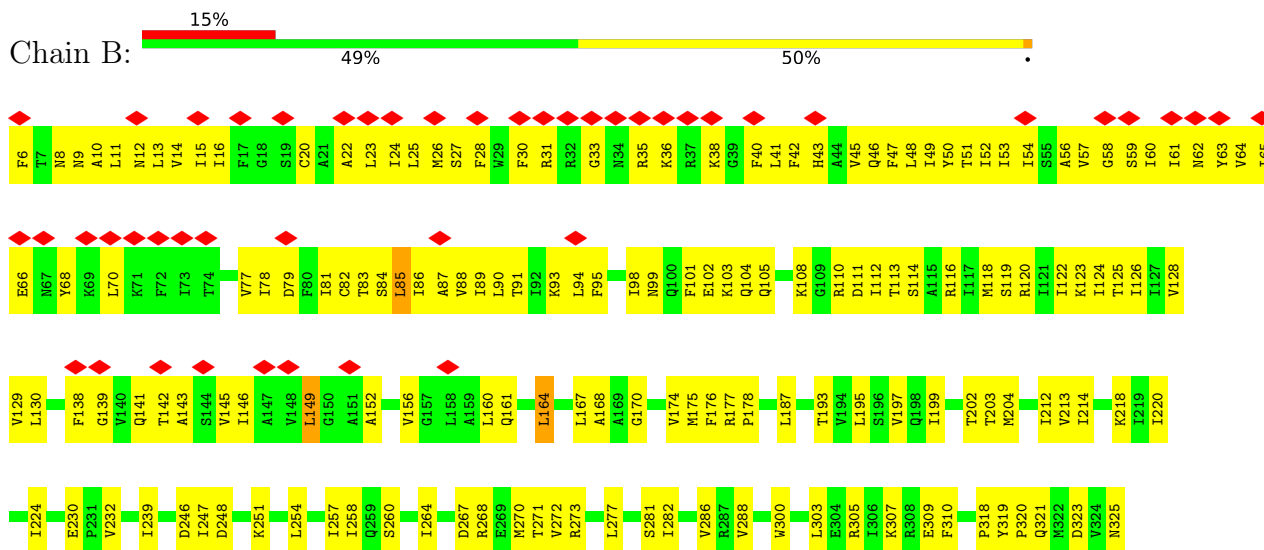 15%
Chain B:
49% 50% •
F6 T7 N8 N9 A10 L11 N12 L13 V14 I15 I16 F17 G18 S19 C20 A21 A22 L23 I24 L25 M26 S27 F28 W29 F30 R31 R32 G33 N34 R35 K36 R37 K38 G39 F40 L41 F42 H43 A44 V45 Q46 F47 L48 I49 Y50 T51 I52 I53 I54 S55 A56 V57 G58 S59 I60 I61 N62 Y63 V64 I65
E66 N67 Y68 K69 L70 K71 F72 I73 T74 V77 I78 D79 F80 I81 C82 T83 S84 L85 I86 A87 V88 I89 L90 T91 I92 K93 L94 F95 I98 N99 Q100 F101 E102 K103 Q104 Q105 K108 G109 R110 D111 I112 T113 S114 A115 R116 I117 M118 S119 R120 I121 I122 K123 I124 T125 I126 I127 V128
V129 L130 F138 G139 V140 Q141 T142 A143 S144 V145 I146 A147 V148 L149 G150 A151 A152 V156 G157 L158 A159 L160 Q161 L164 L167 A168 A169 G170 V174 M175 F176 R177 P178 L187 T193 V194 L195 S196 V197 Q198 I199 T202 T203 M204 I212 V213 I214 K218 I219 I220
I224 E230 P231 V232 I239 D246 I247 D248 K251 L254 I257 I258 Q259 S260 I264 D267 R268 E269 M270 T271 V272 R273 L277 S281 I282 V286 R287 V288 W300 L303 E304 R305 I306 K307 R308 E309 F310 P318 Y319 P320 Q321 M322 D323 V324 N325